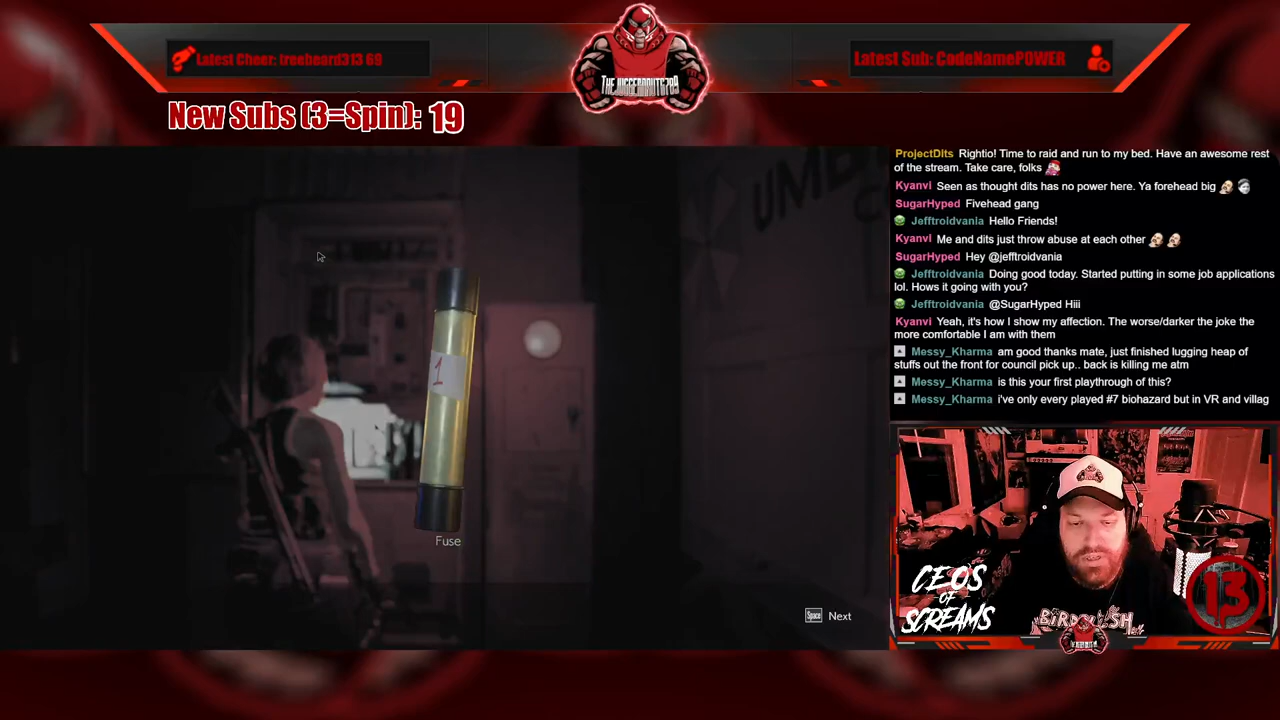 Latest Cheer: treebeard313 69
THEJUGGERNAUT6789
Latest Sub: CodeNamePOWER
New Subs (3=Spin): 19
ProjectDits Rightio! Time to raid and run to my bed. Have an awesome rest
of the stream. Take care, folks
Kyanvi Seen as thought dits has no power here. Ya forehead big
SugarHyped Fivehead gang
Jefftroidvania Hello Friends!
Kyanvi Me and dits just throw abuse at each other
SugarHyped Hey @jefftroidvania
Jefftroidvania Doing good today. Started putting in some job applications
lol. Hows it going with you?
Jefftroidvania @SugarHyped Hiii
Kyanvi Yeah, it's how I show my affection. The worse/darker the joke the
more comfortable I am with them
Messy_Kharma am good thanks mate, just finished lugging heap of
stuffs out the front for council pick up.. back is killing me atm
Messy_Kharma is this your first playthrough of this?
Messy_Kharma i've only every played #7 biohazard but in VR and villag
UMB
1
Fuse
Space Next
CEOS
OF
SCREAMS
13